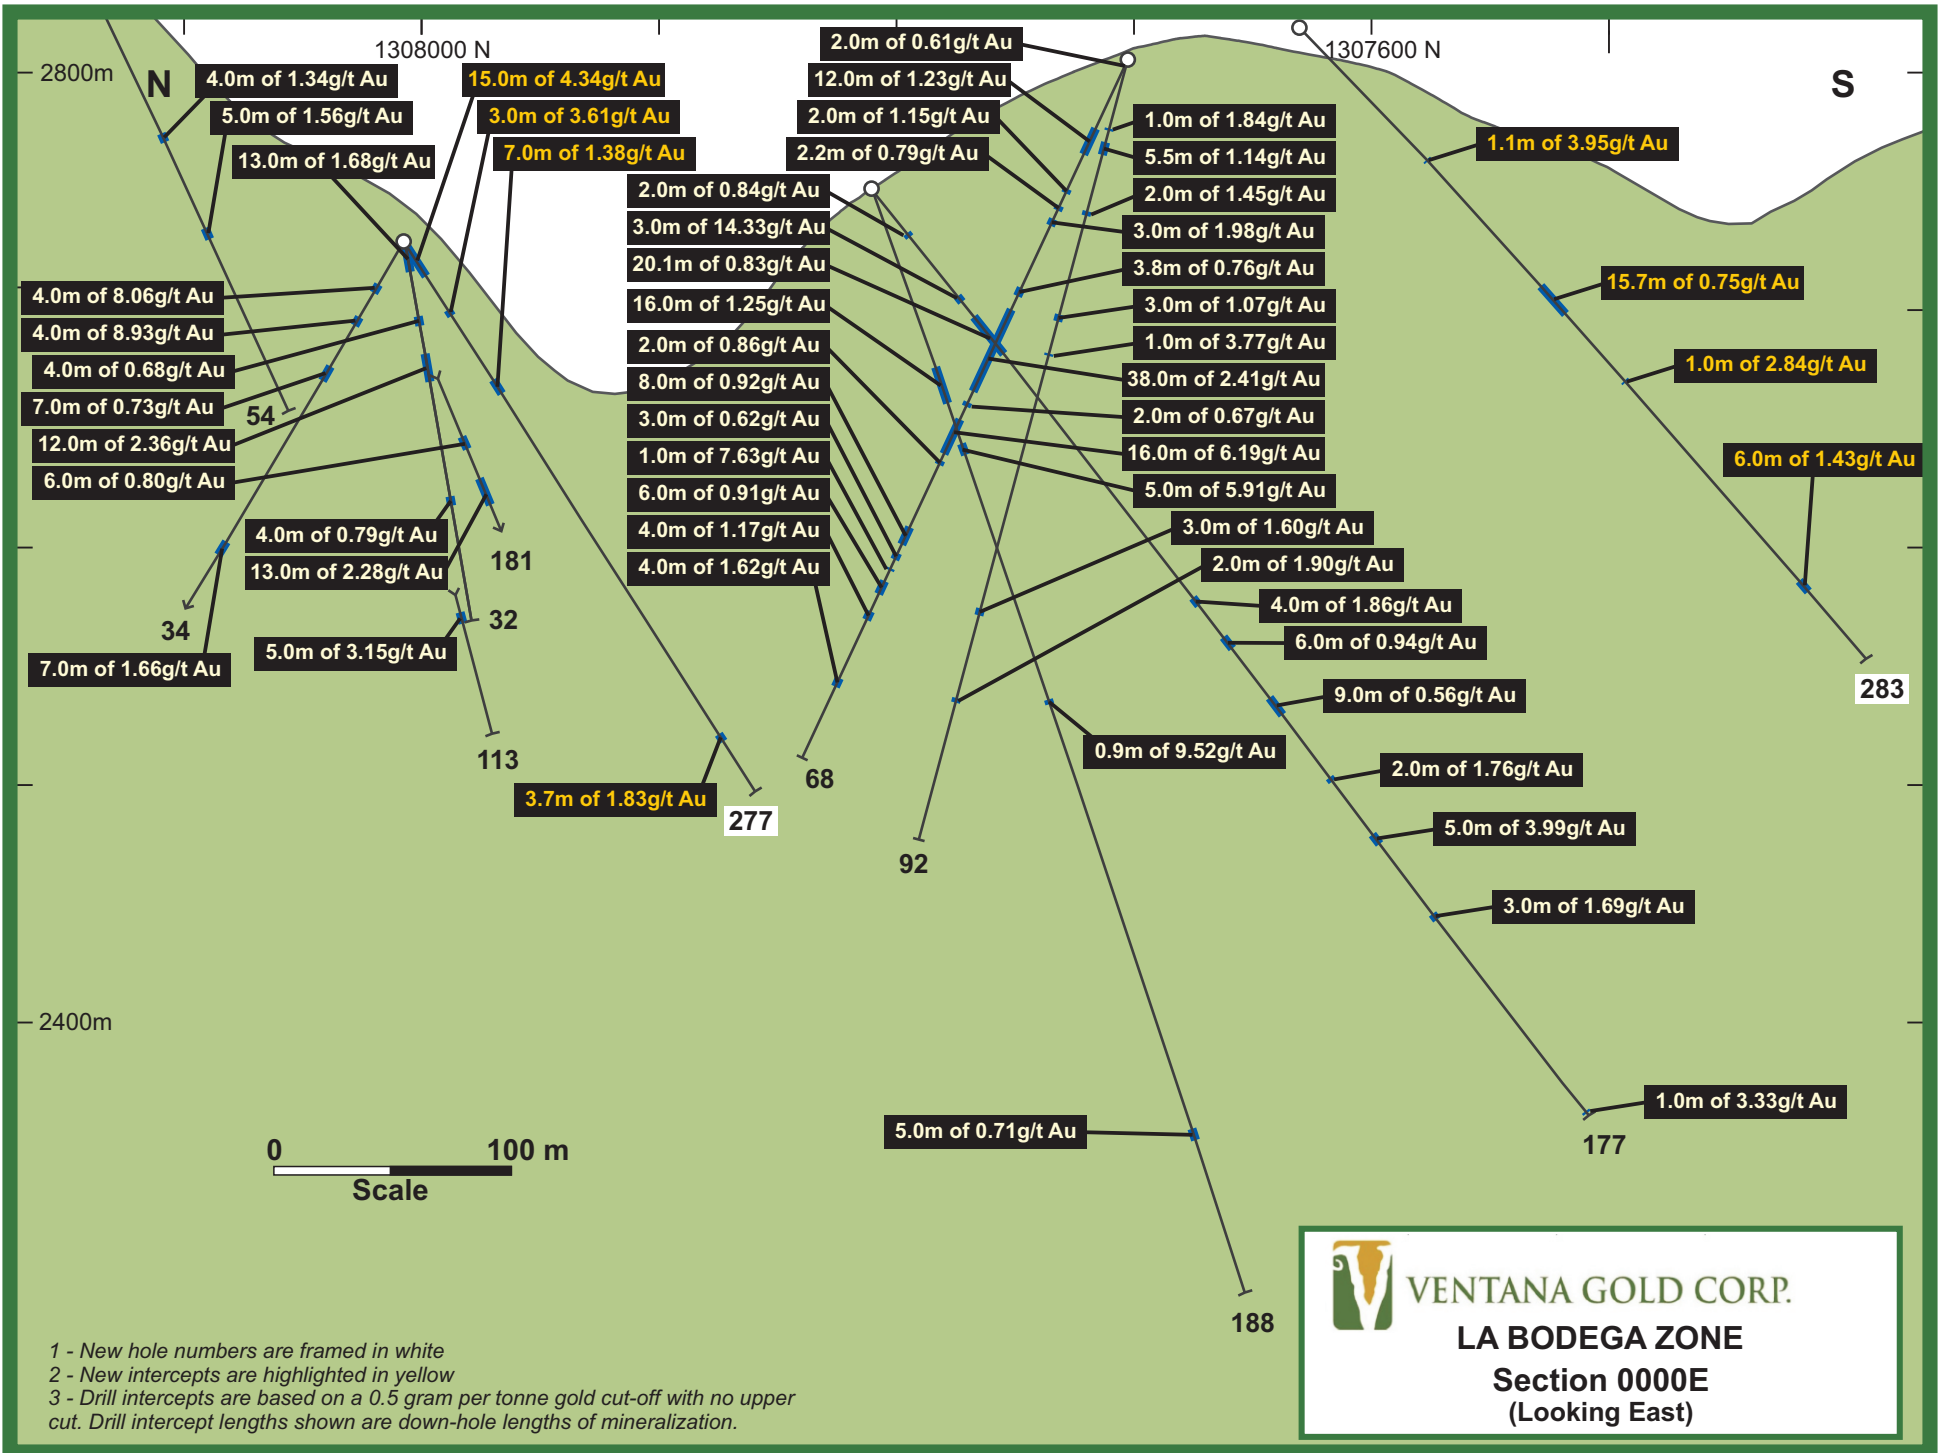 1308000 N
1307600 N
2800m
N
S
4.0m of 1.34g/t Au
5.0m of 1.56g/t Au
13.0m of 1.68g/t Au
15.0m of 4.34g/t Au
3.0m of 3.61g/t Au
7.0m of 1.38g/t Au
4.0m of 8.06g/t Au
4.0m of 8.93g/t Au
4.0m of 0.68g/t Au
7.0m of 0.73g/t Au
12.0m of 2.36g/t Au
6.0m of 0.80g/t Au
54
4.0m of 0.79g/t Au
13.0m of 2.28g/t Au
181
34
32
5.0m of 3.15g/t Au
7.0m of 1.66g/t Au
113
3.7m of 1.83g/t Au
277
2.0m of 0.61g/t Au
12.0m of 1.23g/t Au
2.0m of 1.15g/t Au
2.2m of 0.79g/t Au
2.0m of 0.84g/t Au
3.0m of 14.33g/t Au
20.1m of 0.83g/t Au
16.0m of 1.25g/t Au
2.0m of 0.86g/t Au
8.0m of 0.92g/t Au
3.0m of 0.62g/t Au
1.0m of 7.63g/t Au
6.0m of 0.91g/t Au
4.0m of 1.17g/t Au
4.0m of 1.62g/t Au
68
92
1.0m of 1.84g/t Au
5.5m of 1.14g/t Au
2.0m of 1.45g/t Au
3.0m of 1.98g/t Au
3.8m of 0.76g/t Au
3.0m of 1.07g/t Au
1.0m of 3.77g/t Au
38.0m of 2.41g/t Au
2.0m of 0.67g/t Au
16.0m of 6.19g/t Au
5.0m of 5.91g/t Au
3.0m of 1.60g/t Au
2.0m of 1.90g/t Au
4.0m of 1.86g/t Au
6.0m of 0.94g/t Au
9.0m of 0.56g/t Au
0.9m of 9.52g/t Au
2.0m of 1.76g/t Au
5.0m of 3.99g/t Au
3.0m of 1.69g/t Au
1.0m of 3.33g/t Au
177
5.0m of 0.71g/t Au
188
1.1m of 3.95g/t Au
15.7m of 0.75g/t Au
1.0m of 2.84g/t Au
6.0m of 1.43g/t Au
283
2400m
0 100 m
Scale
1 - New hole numbers are framed in white
2 - New intercepts are highlighted in yellow
3 - Drill intercepts are based on a 0.5 gram per tonne gold cut-off with no upper
cut. Drill intercept lengths shown are down-hole lengths of mineralization.
VENTANA GOLD CORP.
LA BODEGA ZONE
Section 0000E
(Looking East)